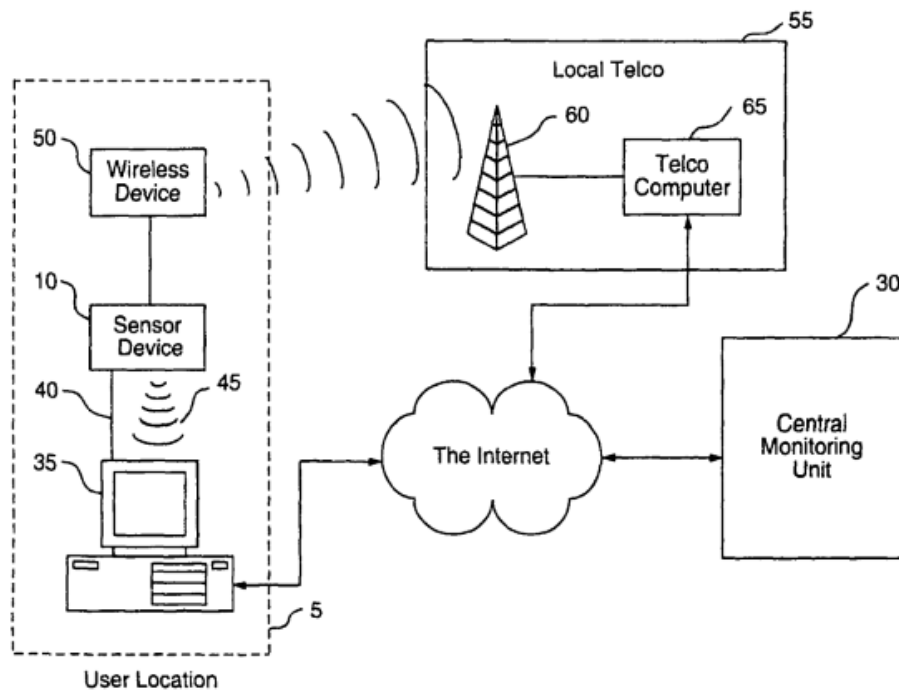 55
Local Telco
60
65
Telco
Computer
50
Wireless
Device
10
Sensor
Device
45
40
35
The Internet
30
Central
Monitoring
Unit
5
User Location